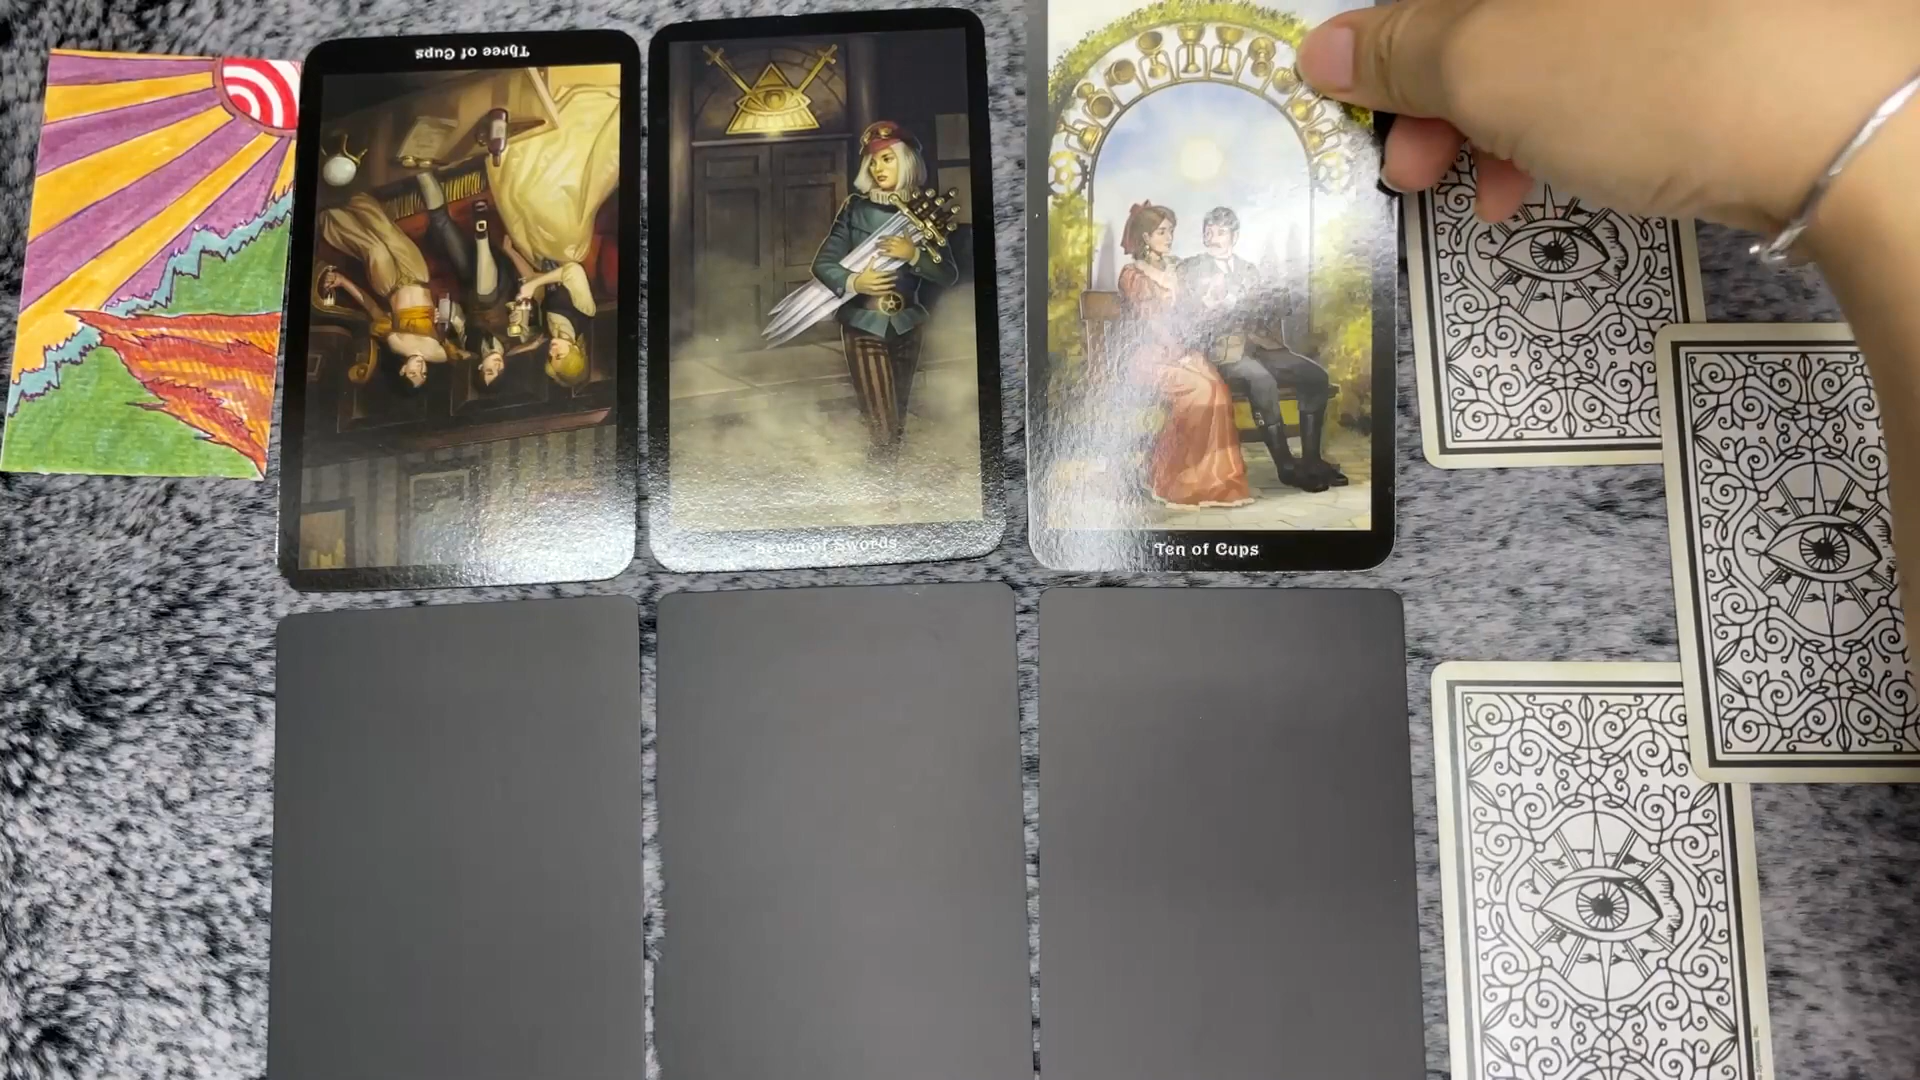 Three of Cups
Seven of Swords
Ten of Cups